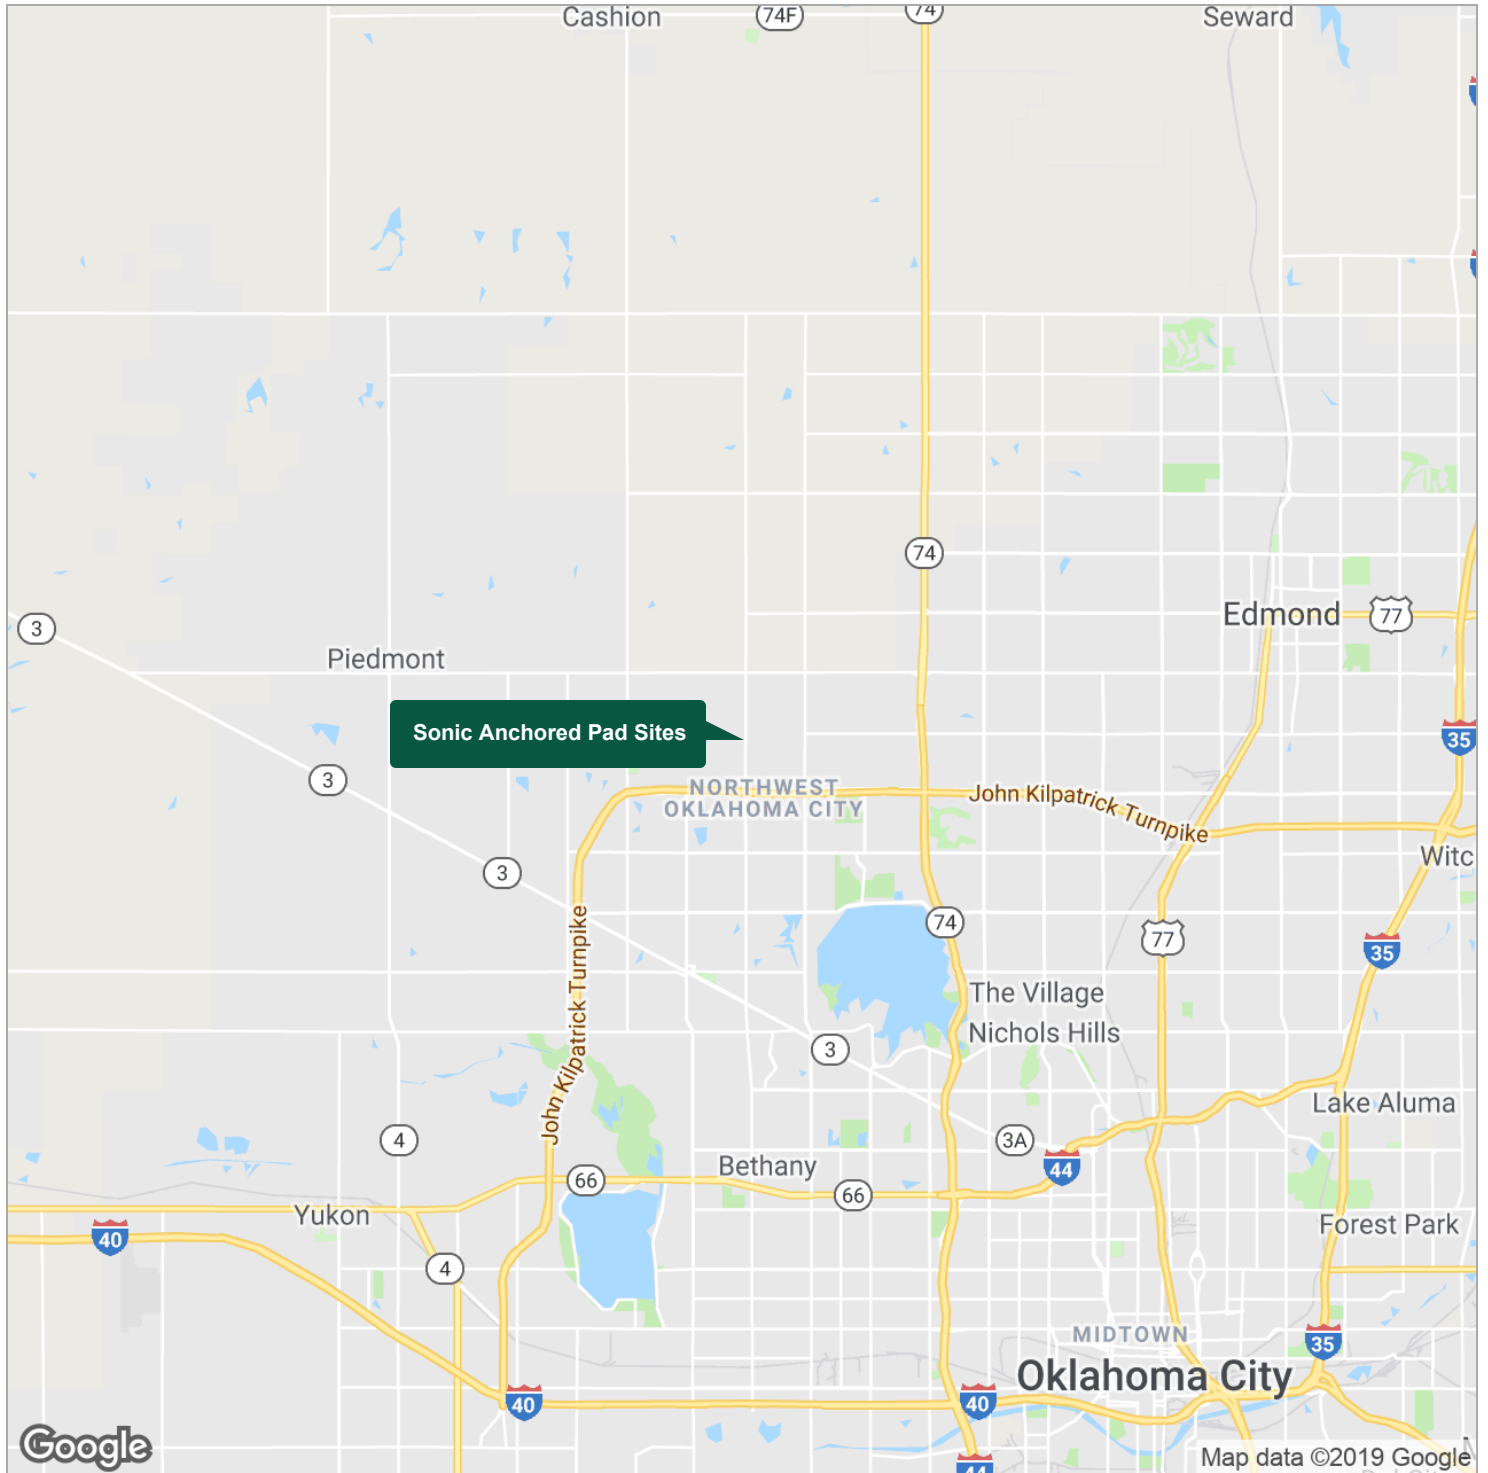 Cashion
74F
74
Seward
74
3
Edmond
77
Piedmont
Sonic Anchored Pad Sites
35
3
NORTHWEST
OKLAHOMA CITY
John Kilpatrick Turnpike
Witc
3
74
77
35
John Kilpatrick Turnpike
The Village
Nichols Hills
3
Lake Aluma
4
3A
Bethany
44
66
66
Yukon
Forest Park
40
4
MIDTOWN
35
Oklahoma City
40
40
Google
Map data ©2019 Google
44